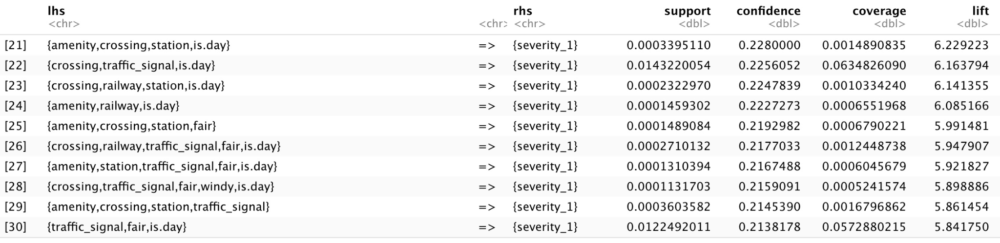 lhs rhs support confidence coverage lift
<chr> <chr> <chr> <dbl> <dbl> <dbl> <dbl>
[21] {amenity,crossing,station,is.day} => {severity_1} 0.0003395110 0.2280000 0.0014890835 6.229223
[22] {crossing,traffic_signal,is.day} => {severity_1} 0.0143220054 0.2256052 0.0634826090 6.163794
[23] {crossing,railway,station,is.day} => {severity_1} 0.0002322970 0.2247839 0.0010334240 6.141355
[24] {amenity,railway,is.day} => {severity_1} 0.0001459302 0.2227273 0.0006551968 6.085166
[25] {amenity,crossing,station,fair} => {severity_1} 0.0001489084 0.2192982 0.0006790221 5.991481
[26] {crossing,railway,traffic_signal,fair,is.day} => {severity_1} 0.0002710132 0.2177033 0.0012448738 5.947907
[27] {amenity,station,traffic_signal,fair,is.day} => {severity_1} 0.0001310394 0.2167488 0.0006045679 5.921827
[28] {crossing,traffic_signal,fair,windy,is.day} => {severity_1} 0.0001131703 0.2159091 0.0005241574 5.898886
[29] {amenity,crossing,station,traffic_signal} => {severity_1} 0.0003603582 0.2145390 0.0016796862 5.861454
[30] {traffic_signal,fair,is.day} => {severity_1} 0.0122492011 0.2138178 0.0572880215 5.841750